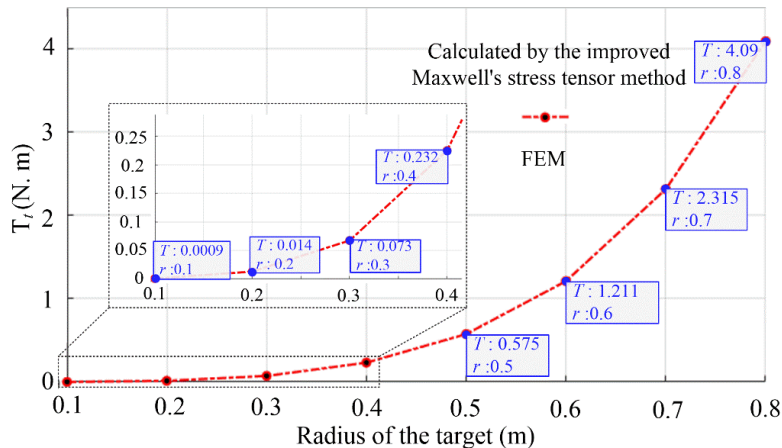 4
3
2
1
0
T_t (N. m)
Calculated by the improved
Maxwell's stress tensor method
FEM
T : 4.09
r :0.8
T : 2.315
r :0.7
T : 1.211
r :0.6
T : 0.575
r :0.5
0.25
0.2
0.15
0.1
0.05
0
T : 0.232
r :0.4
T : 0.0009
r :0.1
T : 0.014
r :0.2
T : 0.073
r :0.3
0.1 0.2 0.3 0.4
0.1 0.2 0.3 0.4 0.5 0.6 0.7 0.8
Radius of the target (m)